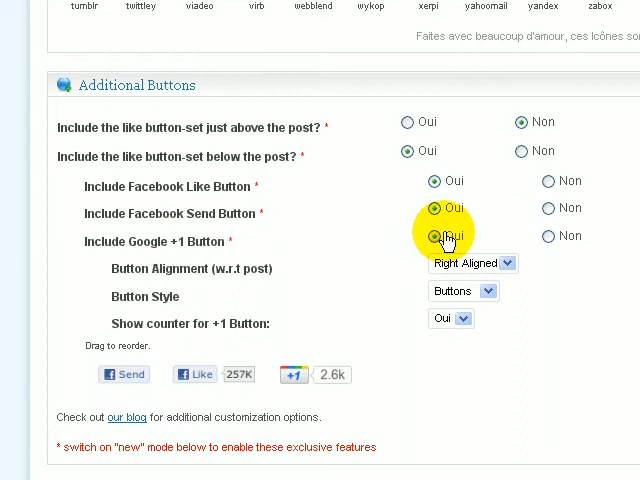 tumblr twittley viadeo virb webblend wykop xerpi yahoomail yandex zabox
Faites avec beaucoup d'amour, ces Icônes so
Additional Buttons
Include the like button-set just above the post? * Oui Non
Include the like button-set below the post? * Oui Non
Include Facebook Like Button * Oui Non
Include Facebook Send Button * Oui Non
Include Google +1 Button * Oui Non
Button Alignment (w.r.t post) Right Aligned
Button Style Buttons
Show counter for +1 Button: Oui
Drag to reorder.
Send Like 257K +1 2.6k
Check out our blog for additional customization options.
* switch on "new" mode below to enable these exclusive features